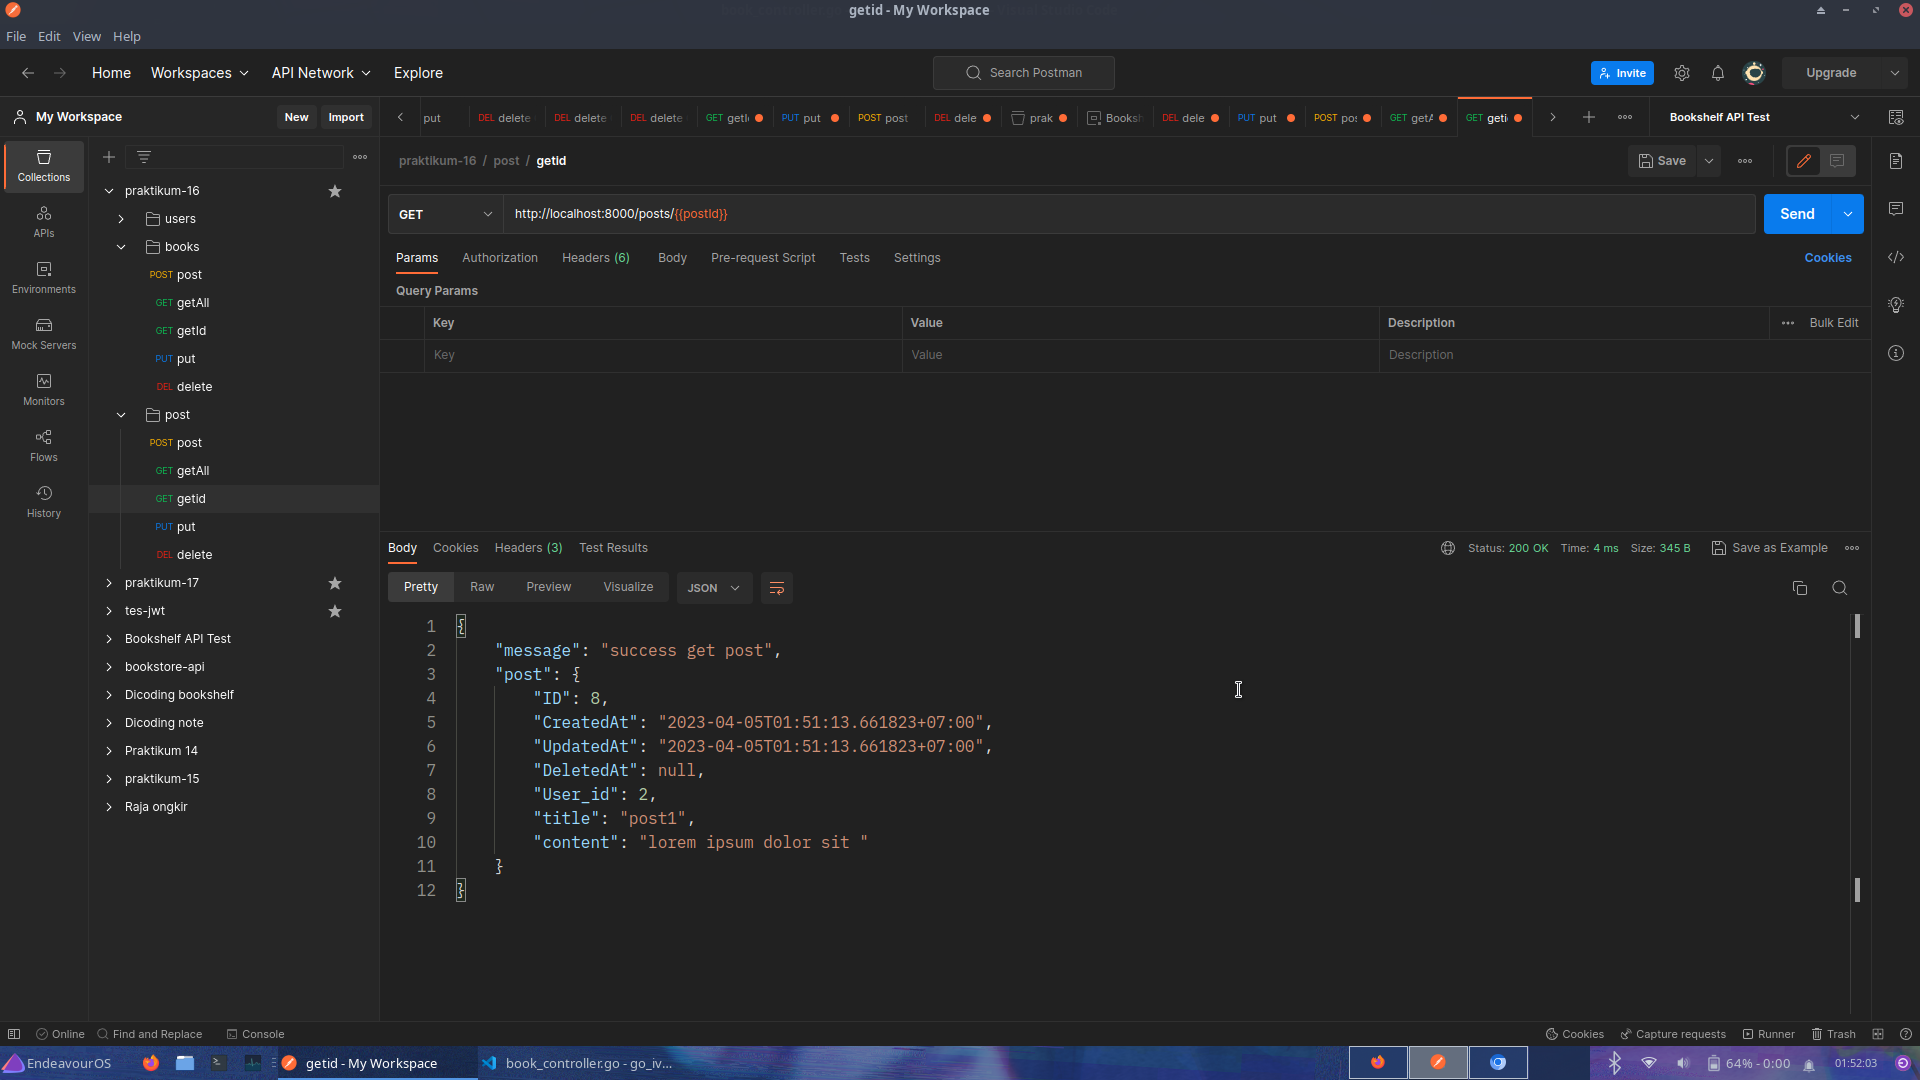 getid - My Workspace
File Edit View Help
Home Workspaces API Network Explore
Search Postman
Invite
Upgrade
My Workspace
New Import
put
DEL delete
DEL delete
DEL delete
GET getI
PUT put
POST post
DEL dele
prak
Booksh
DEL dele
PUT put
POST pos
GET getA
GET getic
Bookshelf API Test
Collections
APIs
Environments
Mock Servers
Monitors
Flows
History
praktikum-16
users
books
POST post
GET getAll
GET getId
PUT put
DEL delete
post
POST post
GET getAll
GET getid
PUT put
DEL delete
praktikum-17
tes-jwt
Bookshelf API Test
bookstore-api
Dicoding bookshelf
Dicoding note
Praktikum 14
praktikum-15
Raja ongkir
praktikum-16 / post / getid
Save
GET
http://localhost:8000/posts/{{postId}}
Send
Params Authorization Headers (6) Body Pre-request Script Tests Settings
Cookies
Query Params
Key Value Description Bulk Edit
Key Value Description
Body Cookies Headers (3) Test Results
Status: 200 OK Time: 4 ms Size: 345 B Save as Example
Pretty Raw Preview Visualize JSON
1 {
2 "message": "success get post",
3 "post": {
4 "ID": 8,
5 "CreatedAt": "2023-04-05T01:51:13.661823+07:00",
6 "UpdatedAt": "2023-04-05T01:51:13.661823+07:00",
7 "DeletedAt": null,
8 "User_id": 2,
9 "title": "post1",
10 "content": "lorem ipsum dolor sit "
11 }
12 }
Online Find and Replace Console
Cookies Capture requests Runner Trash
EndeavourOS
getid - My Workspace
book_controller.go - go_iv...
64% - 0:00
01:52:03